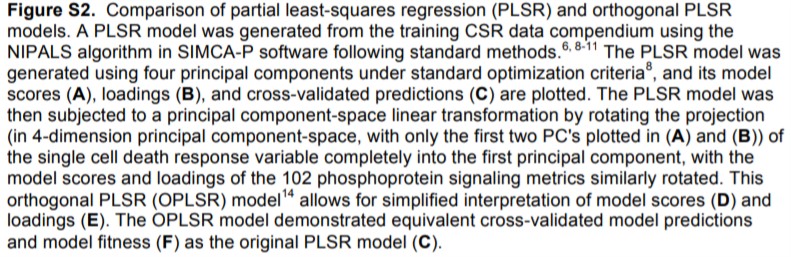 Figure S2. Comparison of partial least-squares regression (PLSR) and orthogonal PLSR
models. A PLSR model was generated from the training CSR data compendium using the
NIPALS algorithm in SIMCA-P software following standard methods.6, 8-11 The PLSR model was
generated using four principal components under standard optimization criteria8, and its model
scores (A), loadings (B), and cross-validated predictions (C) are plotted. The PLSR model was
then subjected to a principal component-space linear transformation by rotating the projection
(in 4-dimension principal component-space, with only the first two PC's plotted in (A) and (B)) of
the single cell death response variable completely into the first principal component, with the
model scores and loadings of the 102 phosphoprotein signaling metrics similarly rotated. This
orthogonal PLSR (OPLSR) model14 allows for simplified interpretation of model scores (D) and
loadings (E). The OPLSR model demonstrated equivalent cross-validated model predictions
and model fitness (F) as the original PLSR model (C).